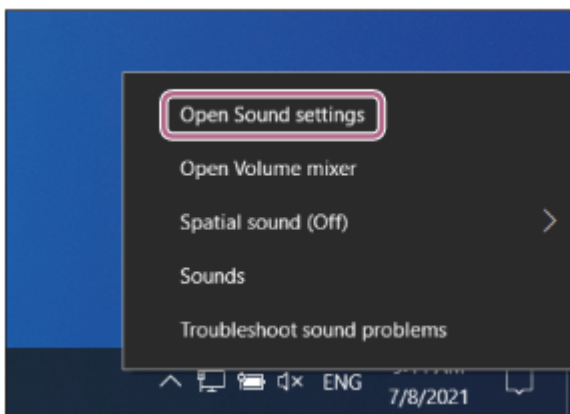 Open Sound settings
Open Volume mixer
Spatial sound (Off)
Sounds
Troubleshoot sound problems
ENG
7/8/2021